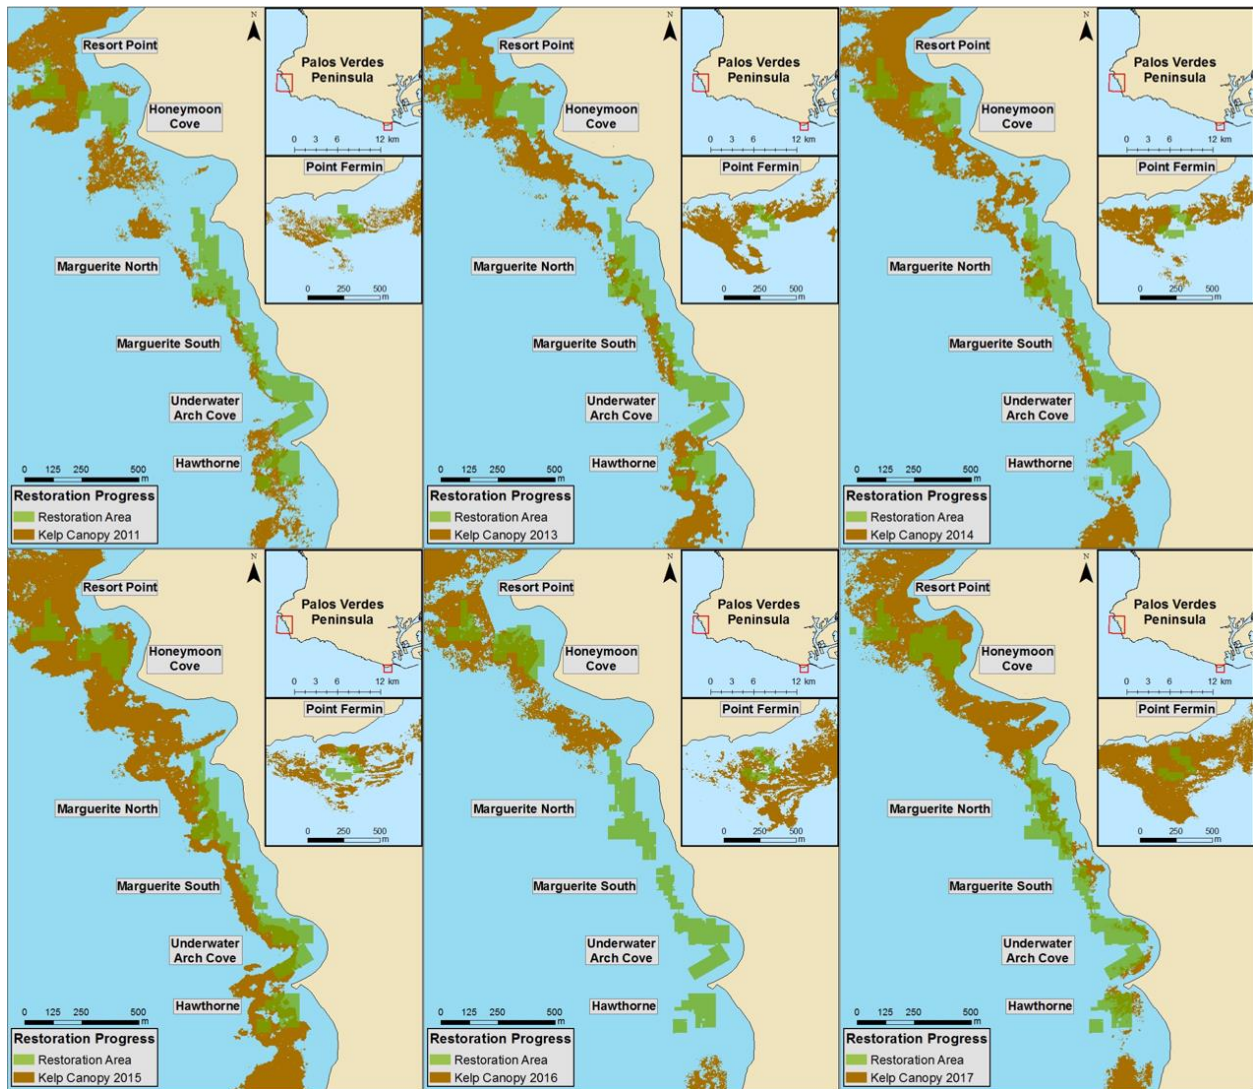 Resort Point
Honeymoon
Cove
Marguerite North
Marguerite South
Underwater
Arch Cove
Hawthorne
0 125 250 500
m
Restoration Progress
Restoration Area
Kelp Canopy 2011
N
Palos Verdes
Peninsula
0 3 6 12
km
Point Fermin
0 250 500
m
Resort Point
Honeymoon
Cove
Marguerite North
Marguerite South
Underwater
Arch Cove
Hawthorne
0 125 250 500
m
Restoration Progress
Restoration Area
Kelp Canopy 2013
N
Palos Verdes
Peninsula
0 3 6 12
km
Point Fermin
0 250 500
m
Resort Point
Honeymoon
Cove
Marguerite North
Marguerite South
Underwater
Arch Cove
Hawthorne
0 125 250 500
m
Restoration Progress
Restoration Area
Kelp Canopy 2014
N
Palos Verdes
Peninsula
0 3 6 12
km
Point Fermin
0 250 500
m
Resort Point
Honeymoon
Cove
Marguerite North
Marguerite South
Underwater
Arch Cove
Hawthorne
0 125 250 500
m
Restoration Progress
Restoration Area
Kelp Canopy 2015
N
Palos Verdes
Peninsula
0 3 6 12
km
Point Fermin
0 250 500
m
Resort Point
Honeymoon
Cove
Marguerite North
Marguerite South
Underwater
Arch Cove
Hawthorne
0 125 250 500
m
Restoration Progress
Restoration Area
Kelp Canopy 2016
N
Palos Verdes
Peninsula
0 3 6 12
km
Point Fermin
0 250 500
m
Resort Point
Honeymoon
Cove
Marguerite North
Marguerite South
Underwater
Arch Cove
Hawthorne
0 125 250 500
m
Restoration Progress
Restoration Area
Kelp Canopy 2017
N
Palos Verdes
Peninsula
0 3 6 12
km
Point Fermin
0 250 500
m